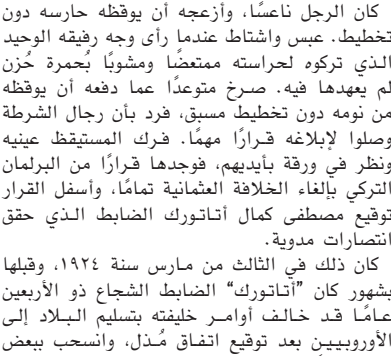 كان الرجل ناعسًا، وأزعجه أن يوقظه حارسه دون
تخطيط. عبس واشتاط عندما رأى وجه رفيقه الوحيد
الذي تركوه لحراسته ممتعضًا ومشوبًا بُحمرة حُزن
لم يعهدها فيه. صرخ متوعدًا عما دفعه أن يوقظه
من نومه دون تخطيط مسبق، فرد بأن رجال الشرطة
وصلوا لإبلاغه قرارًا مهمًا. فرك المستيقظ عينيه
ونظر في ورقة بأيديهم، فوجدها قرارًا من البرلمان
التركي بإلغاء الخلافة العثمانية تمامًا، وأسفل القرار
توقيع مصطفى كمال أتاتورك الضابط الذي حقق
انتصارات مدوية.
كان ذلك في الثالث من مارس سنة ١٩٢٤، وقبلها
بشهور كان "أتاتورك" الضابط الشجاع ذو الأربعين
عامًا قد خالف أوامر خليفته بتسليم البلاد إلى
الأوروبيين بعد توقيع اتفاق مُذل، وانسحب ببعض